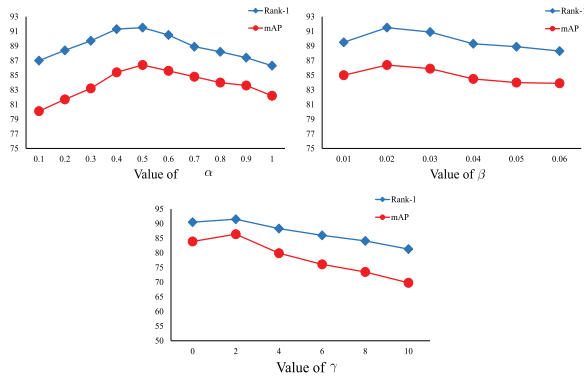 93
91
89
87
85
83
81
79
77
75
0.1 0.2 0.3 0.4 0.5 0.6 0.7 0.8 0.9 1
Value of α
Rank-1
mAP
93
91
89
87
85
83
81
79
77
75
0.01 0.02 0.03 0.04 0.05 0.06
Value of β
Rank-1
mAP
95
90
85
80
75
70
65
60
55
50
0 2 4 6 8 10
Value of γ
Rank-1
mAP